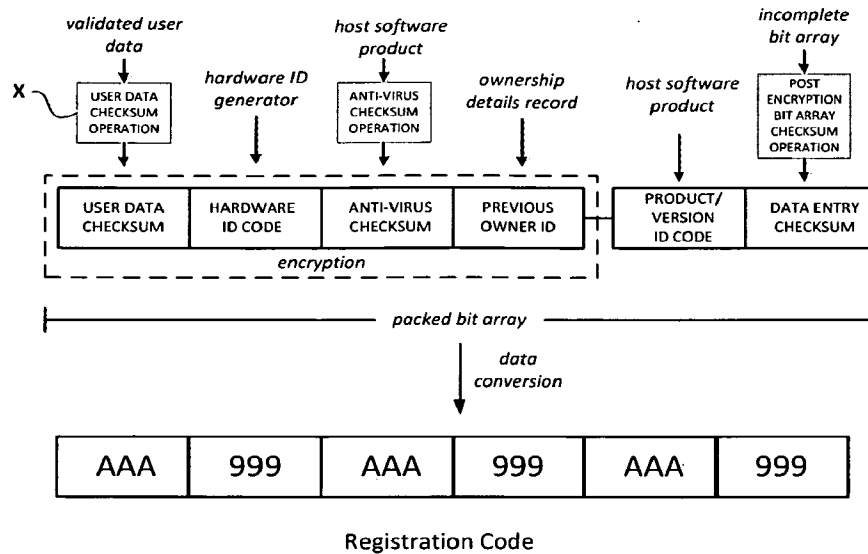 validated user
data
host software
product
incomplete
bit array
X
USER DATA
CHECKSUM
OPERATION
hardware ID
generator
ANTI-VIRUS
CHECKSUM
OPERATION
ownership
details record
host software
product
POST
ENCRYPTION
BIT ARRAY
CHECKSUM
OPERATION
USER DATA
CHECKSUM
HARDWARE
ID CODE
ANTI-VIRUS
CHECKSUM
PREVIOUS
OWNER ID
PRODUCT/
VERSION
ID CODE
DATA ENTRY
CHECKSUM
encryption
packed bit array
data
conversion
AAA 999 AAA 999 AAA 999
Registration Code